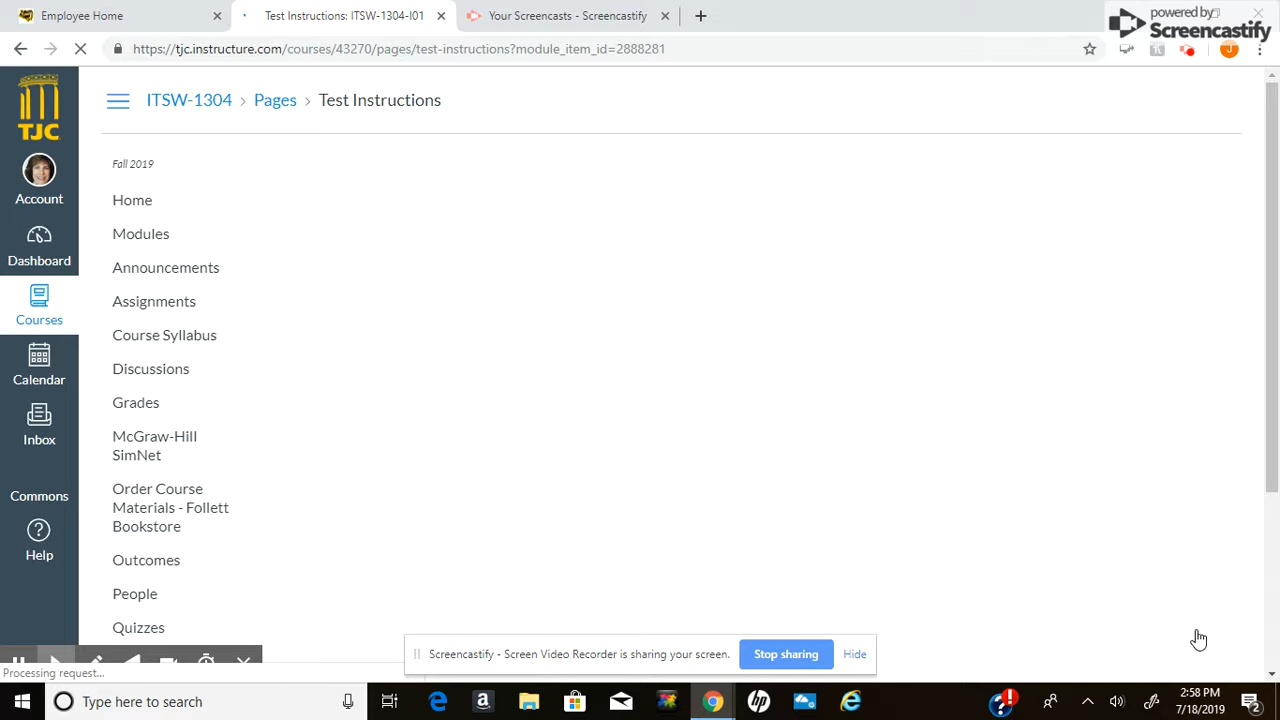 Employee Home
Test Instructions: ITSW-1304-I01
Your Screencasts - Screencastify
powered by
Screencastify
https://tjc.instructure.com/courses/43270/pages/test-instructions?module_item_id=2888281
TJC
ITSW-1304 > Pages > Test Instructions
Fall 2019
Account
Dashboard
Courses
Calendar
Inbox
Commons
Help
Home
Modules
Announcements
Assignments
Course Syllabus
Discussions
Grades
McGraw-Hill
SimNet
Order Course
Materials - Follett
Bookstore
Outcomes
People
Quizzes
Screencastify - Screen Video Recorder is sharing your screen.
Stop sharing
Hide
Processing request...
Type here to search
2:58 PM
7/18/2019
2